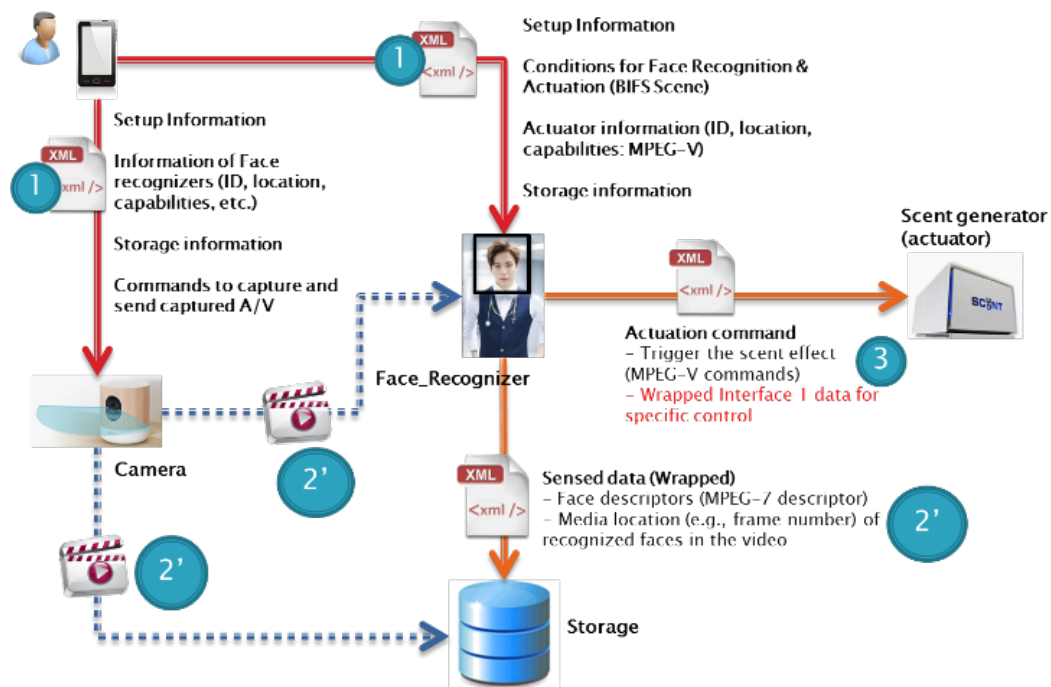 1
XML
<xml />
Setup Information
Conditions for Face Recognition &
Actuation (BIFS Scene)
Actuator information (ID, location,
capabilities: MPEG-V)
Storage information
Setup Information
XML
1
<xml />
Information of Face
recognizers (ID, location,
capabilities, etc.)
Storage information
Commands to capture and
send captured A/V
Scent generator
(actuator)
XML
<xml />
SCENT
Actuation command
– Trigger the scent effect
(MPEG-V commands)
– Wrapped Interface 1 data for
specific control
3
Face_Recognizer
Camera
2’
XML
<xml />
Sensed data (Wrapped)
– Face descriptors (MPEG-7 descriptor)
– Media location (e.g., frame number) of
recognized faces in the video
2’
2’
Storage